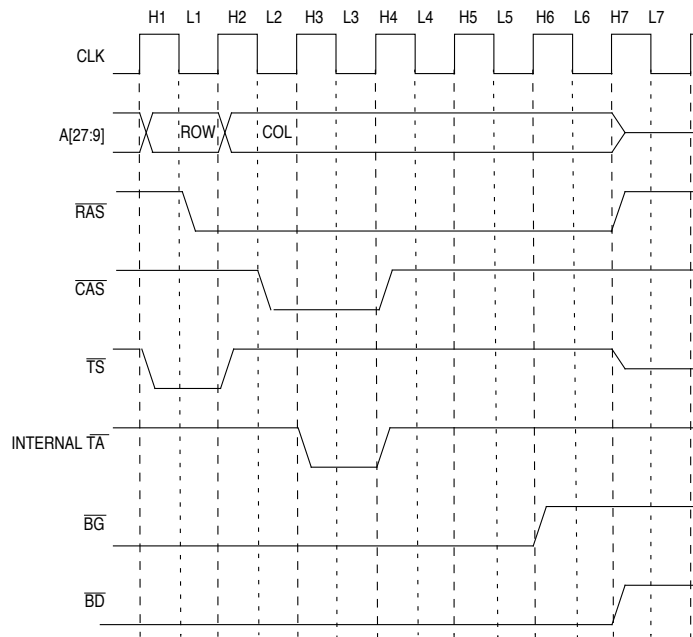 H1 L1 H2 L2 H3 L3 H4 L4 H5 L5 H6 L6 H7 L7
CLK
A[27:9] ROW COL
RAS
CAS
TS
INTERNAL TA
BG
BD